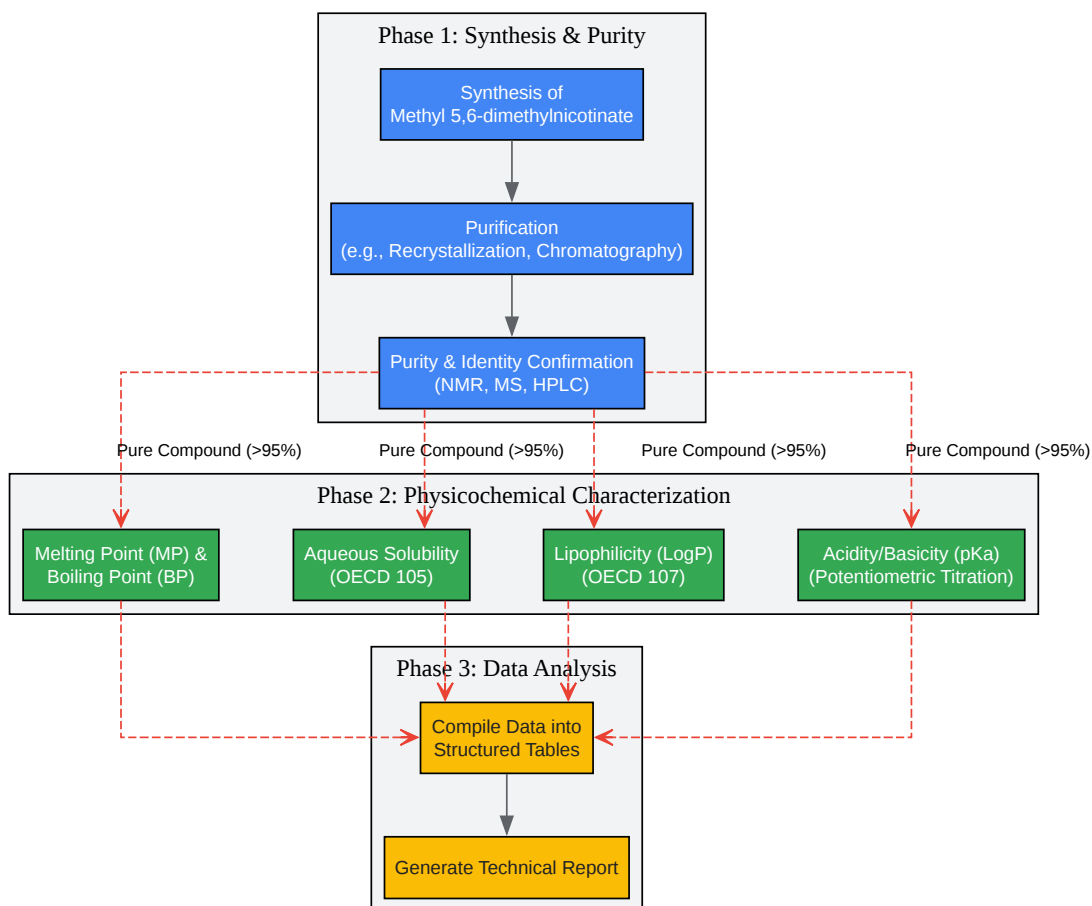 Phase 1: Synthesis & Purity
Synthesis of
Methyl 5,6-dimethylnicotinate
Purification
(e.g., Recrystallization, Chromatography)
Purity & Identity Confirmation
(NMR, MS, HPLC)
Pure Compound (>95%)
Pure Compound (>95%)
Pure Compound (>95%)
Pure Compound (>95%)
Phase 2: Physicochemical Characterization
Melting Point (MP) &
Boiling Point (BP)
Aqueous Solubility
(OECD 105)
Lipophilicity (LogP)
(OECD 107)
Acidity/Basicity (pKa)
(Potentiometric Titration)
Phase 3: Data Analysis
Compile Data into
Structured Tables
Generate Technical Report